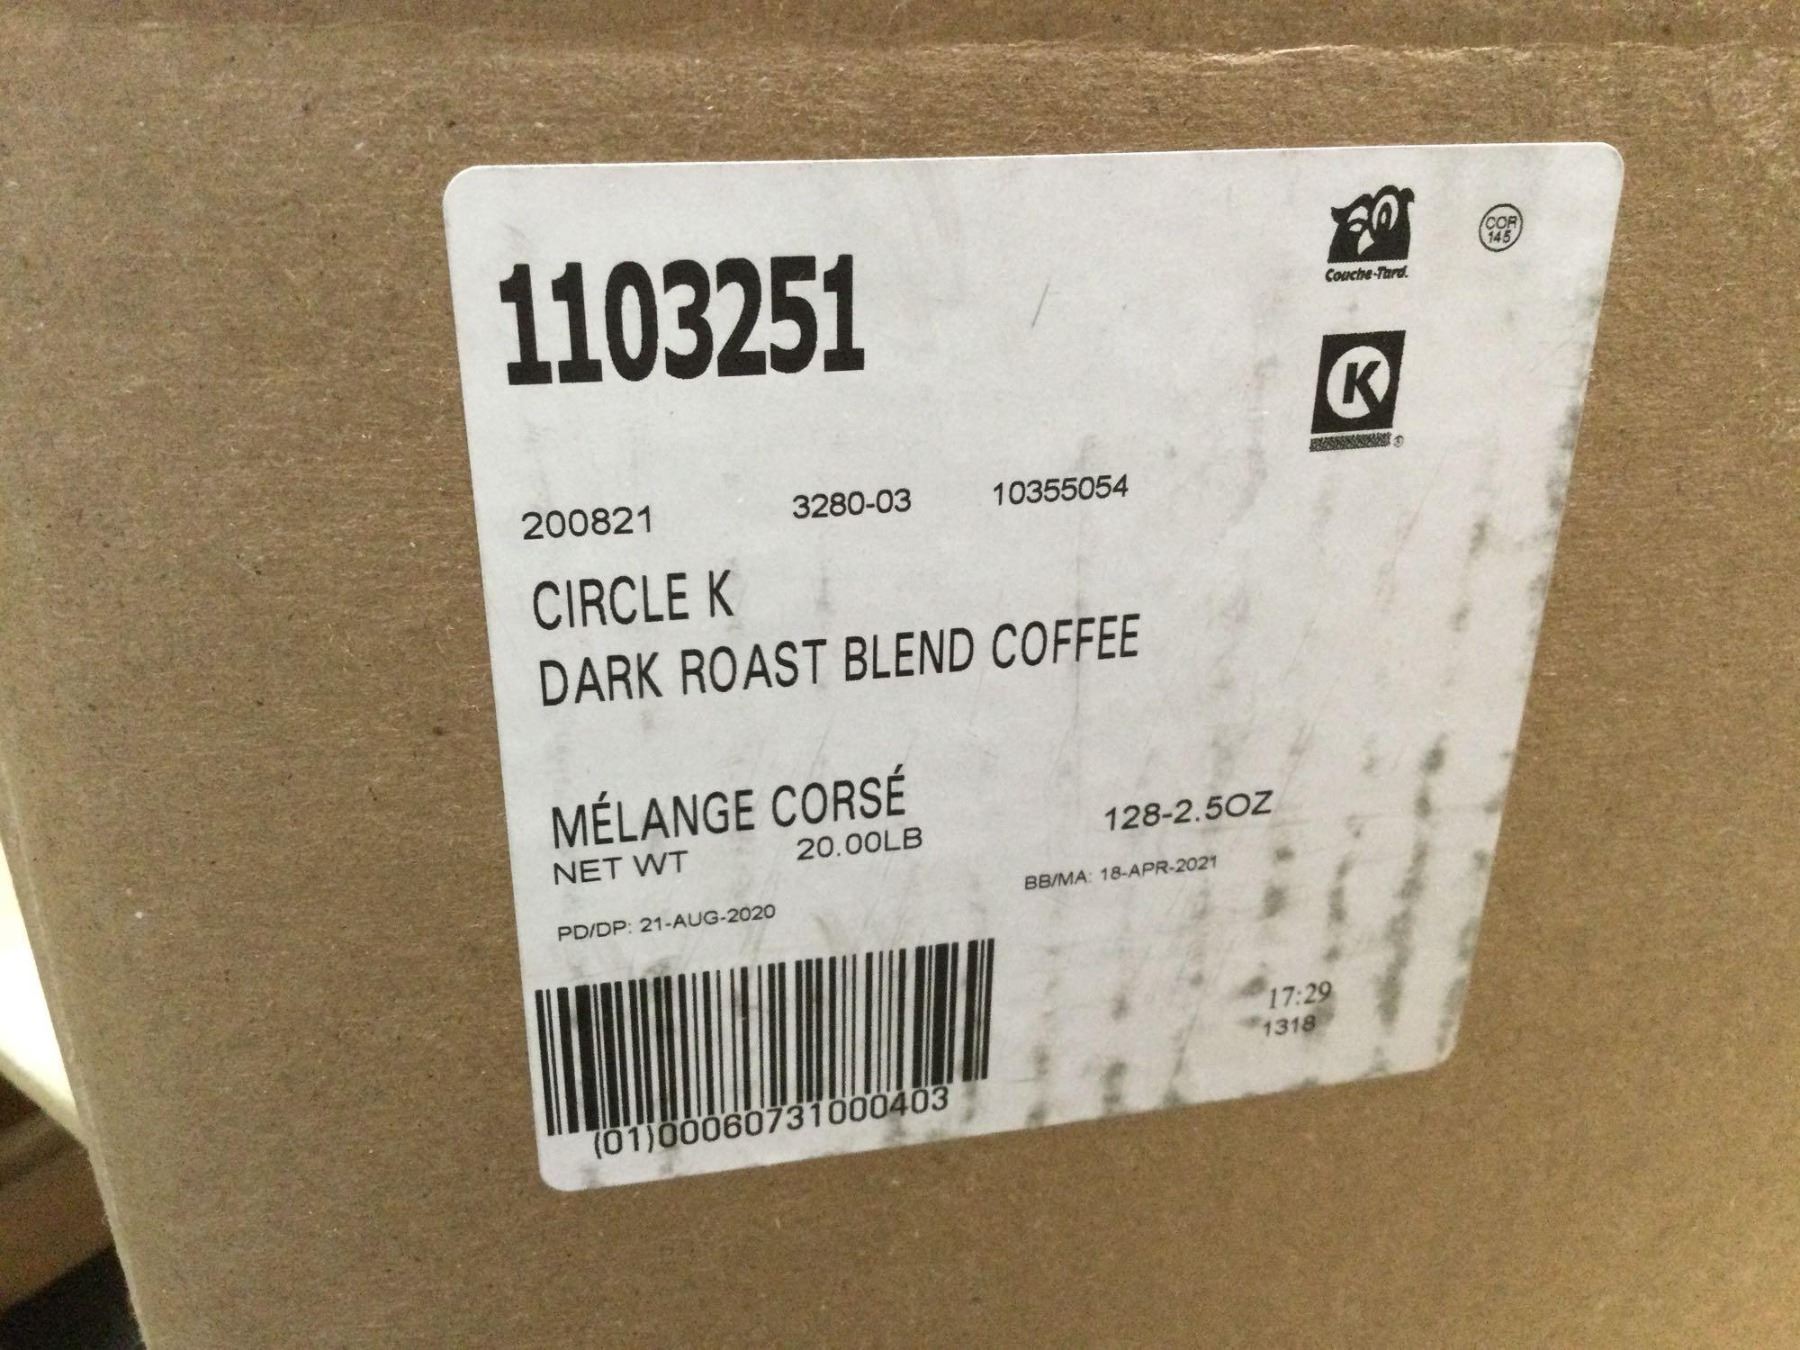 Couche-Tard.
COR
145
1103251
K
200821 3280-03 10355054
CIRCLE K
DARK ROAST BLEND COFFEE
MÉLANGE CORSÉ
128-2.5OZ
NET WT 20.00LB
PD/DP: 21-AUG-2020
BB/MA: 18-APR-2021
17:29
1318
(01)00060731000403